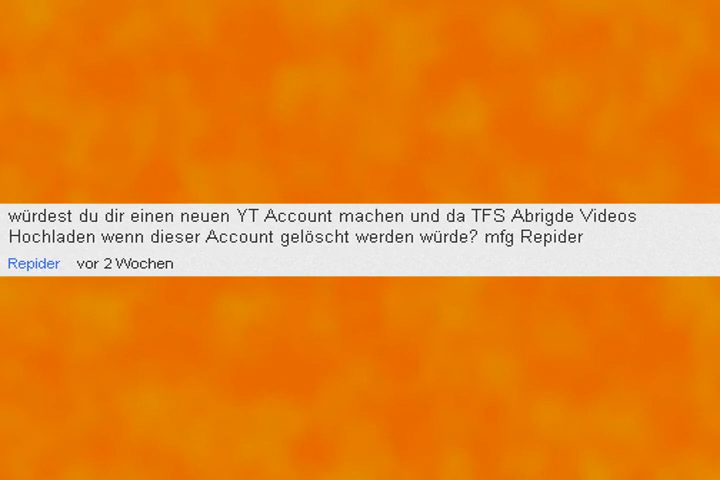 würdest du dir einen neuen YT Account machen und da TFS Abrigde Videos
Hochladen wenn dieser Account gelöscht werden würde? mfg Repider
Repider vor 2 Wochen